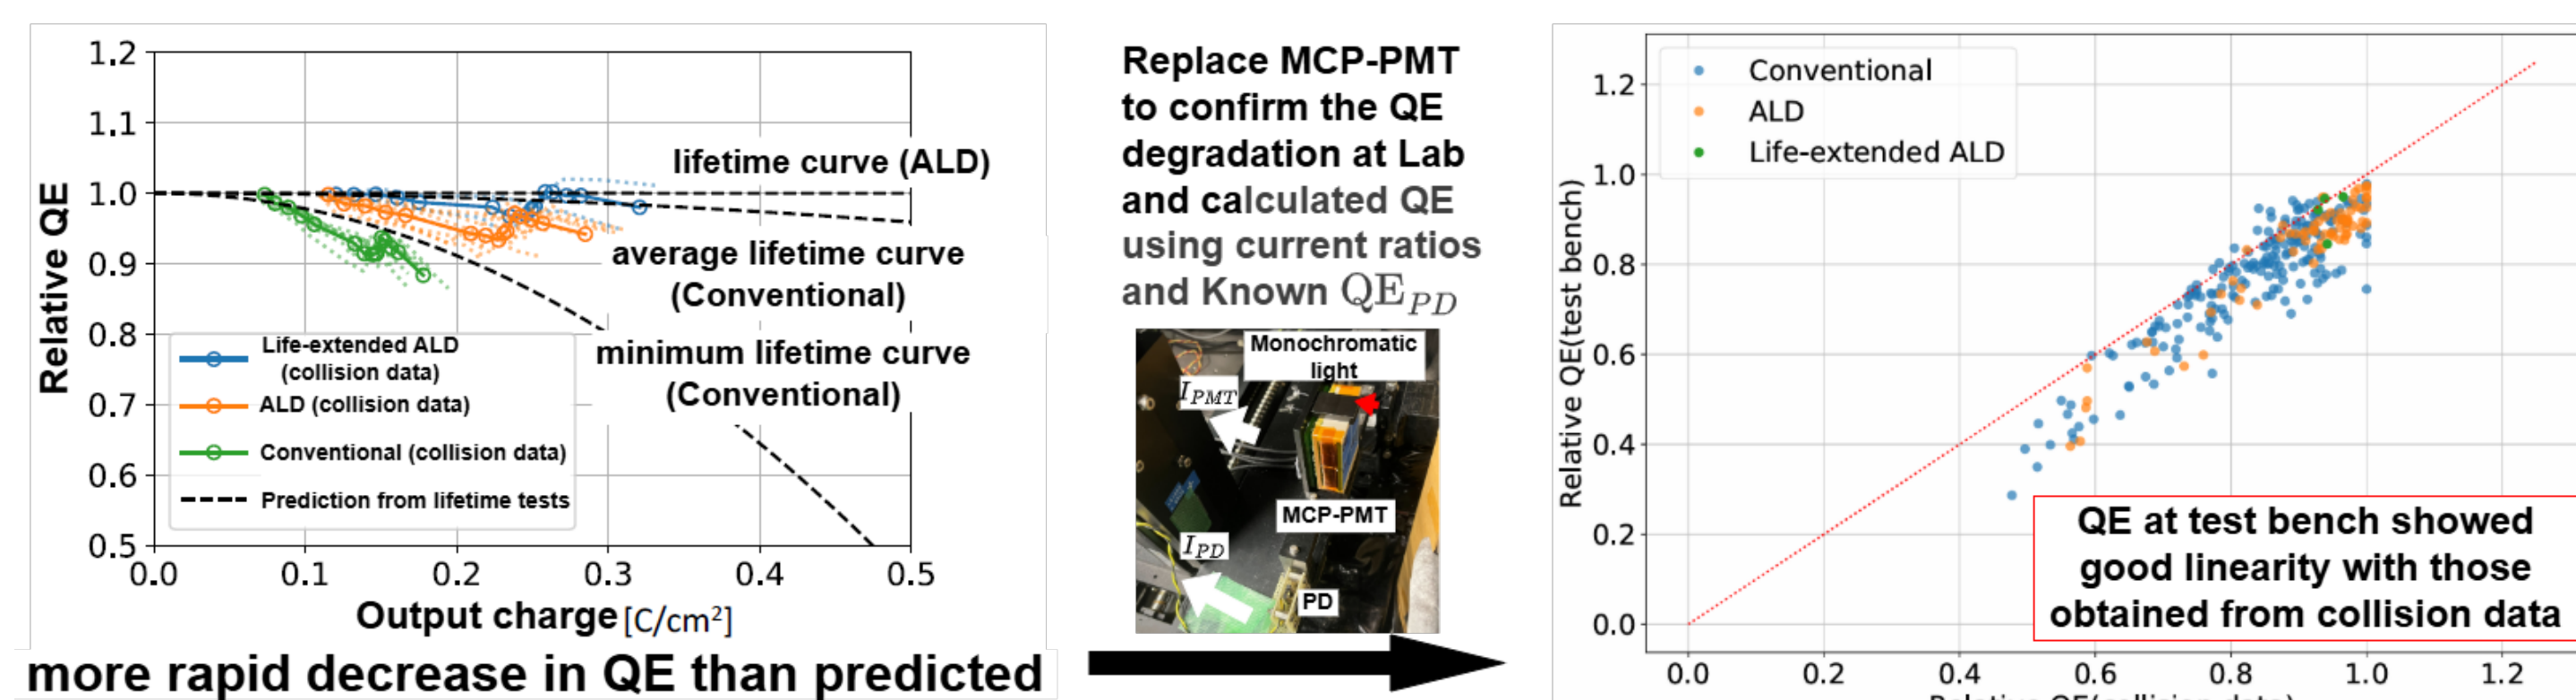 1.2
1.1
1.0
0.9
0.8
0.7
0.6
0.5
Relative QE
0.0 0.1 0.2 0.3 0.4 0.5
Output charge [C/cm²]
lifetime curve (ALD)
average lifetime curve
(Conventional)
minimum lifetime curve
(Conventional)
Life-extended ALD
(collision data)
ALD (collision data)
Conventional (collision data)
Prediction from lifetime tests
more rapid decrease in QE than predicted
Replace MCP-PMT
to confirm the QE
degradation at Lab
and calculated QE
using current ratios
and Known QE_PD
Monochromatic
light
I_PMT
MCP-PMT
I_PD
PD
Conventional
ALD
Life-extended ALD
1.2
1.0
0.8
0.6
0.4
0.2
0.0
Relative QE(test bench)
QE at test bench showed
good linearity with those
obtained from collision data
0.0 0.2 0.4 0.6 0.8 1.0 1.2
Relative QE(collision data)